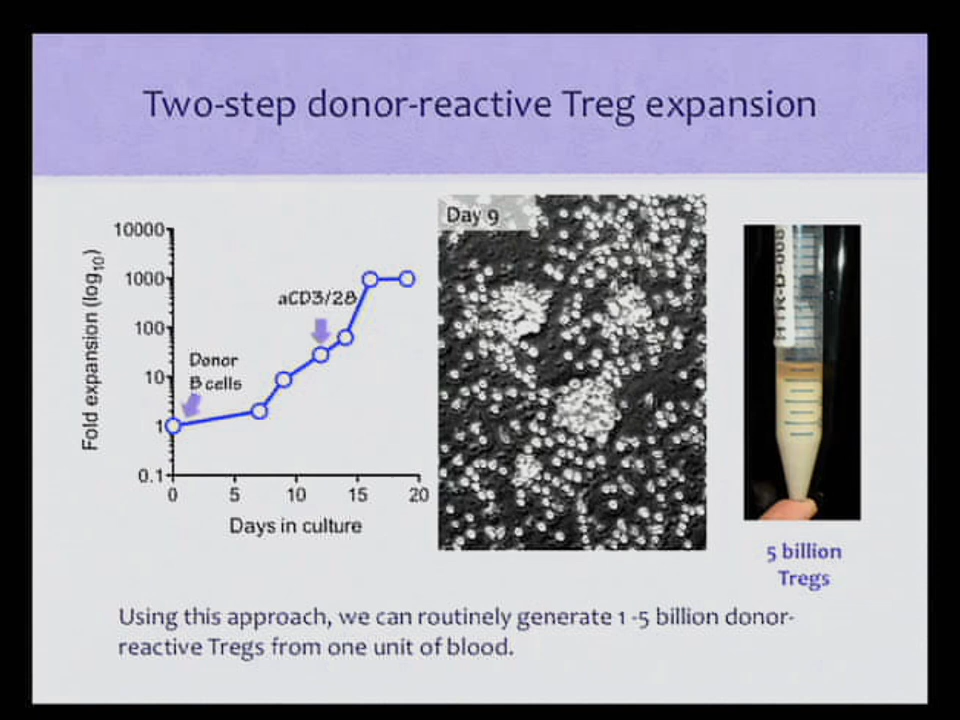 Two-step donor-reactive Treg expansion
Day 9
10000
1000
100
10
1
0.1
Fold expansion (log10)
aCD3/28
Donor
B cells
0 5 10 15 20
Days in culture
5 billion
Tregs
Using this approach, we can routinely generate 1 -5 billion donor-
reactive Tregs from one unit of blood.